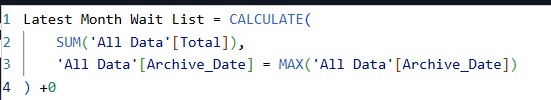 1 Latest Month Wait List = CALCULATE(
2 SUM('All Data'[Total]),
3 'All Data'[Archive_Date] = MAX('All Data'[Archive_Date])
4 ) +0